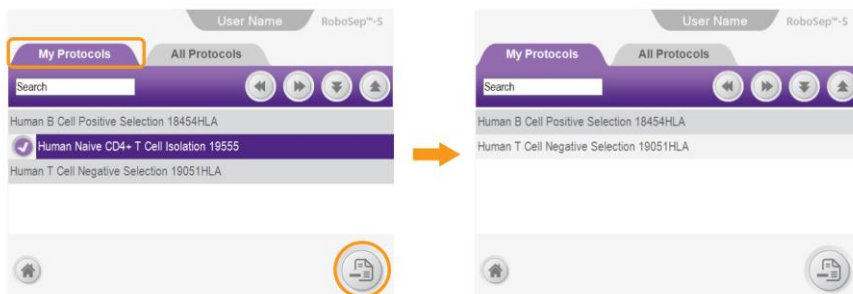 User Name RoboSep™-S
My Protocols All Protocols
Search
Human B Cell Positive Selection 18454HLA
Human Naive CD4+ T Cell Isolation 19555
Human T Cell Negative Selection 19051HLA
User Name RoboSep™-S
My Protocols All Protocols
Search
Human B Cell Positive Selection 18454HLA
Human T Cell Negative Selection 19051HLA